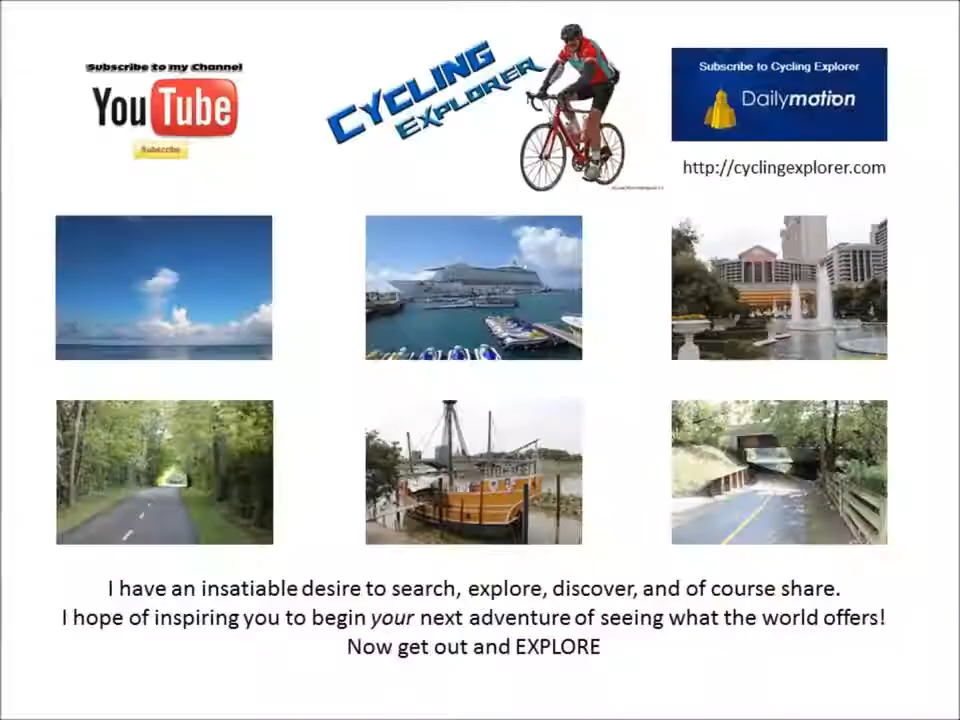 Subscribe to my Channel
YouTube
Subscribe
CYCLING
EXPLORER
Subscribe to Cycling Explorer
Dailymotion
http://cyclingexplorer.com
I have an insatiable desire to search, explore, discover, and of course share.
I hope of inspiring you to begin your next adventure of seeing what the world offers!
Now get out and EXPLORE